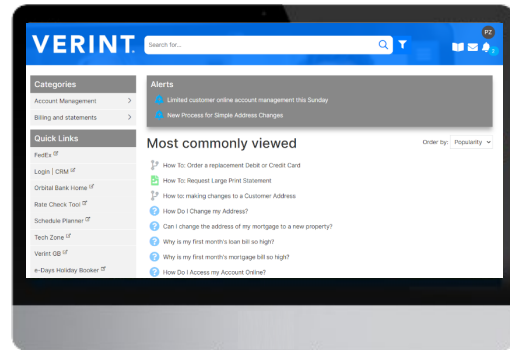 VERINT.
Search for...
PZ
2
Categories
Account Management
Billing and statements
Quick Links
FedEx
Login | CRM
Orbital Bank Home
Rate Check Tool
Schedule Planner
Tech Zone
Verint GB
e-Days Holiday Booker
Alerts
Limited customer online account management this Sunday
New Process for Simple Address Changes
Most commonly viewed
Order by: Popularity
How To: Order a replacement Debit or Credit Card
How To: Request Large Print Statement
How to: making changes to a Customer Address
How Do I Change my Address?
Can I change the address of my mortgage to a new property?
Why is my first month's loan bill so high?
Why is my first month's mortgage bill so high?
How Do I Access my Account Online?